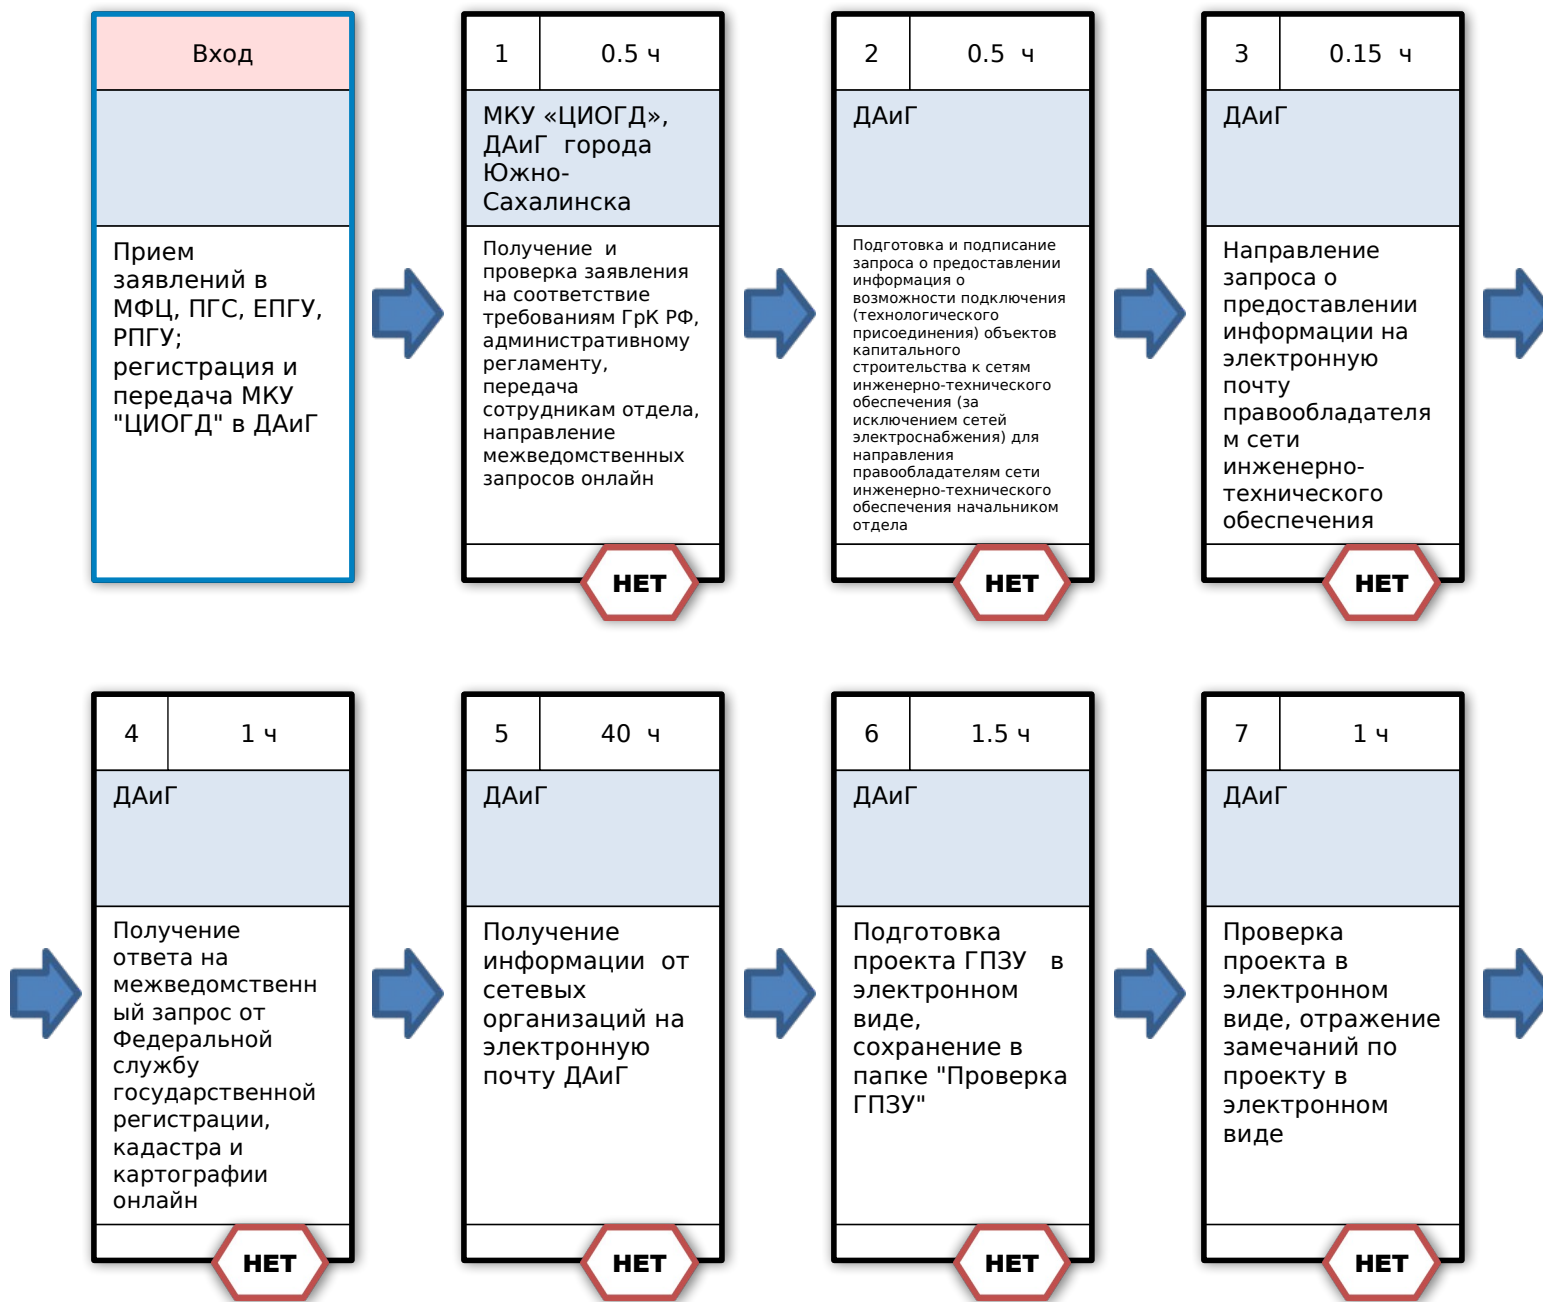 Вход
Прием
заявлений в
МФЦ, ПГС, ЕПГУ,
РПГУ;
регистрация и
передача МКУ
"ЦИОГД" в ДАиГ
1 0.5 ч
МКУ «ЦИОГД»,
ДАиГ города
Южно-
Сахалинска
Получение и
проверка заявления
на соответствие
требованиям ГрК РФ,
административному
регламенту,
передача
сотрудникам отдела,
направление
межведомственных
запросов онлайн
НЕТ
2 0.5 ч
ДАиГ
Подготовка и подписание
запроса о предоставлении
информация о
возможности подключения
(технологического
присоединения) объектов
капитального
строительства к сетям
инженерно-технического
обеспечения (за
исключением сетей
электроснабжения) для
направления
правообладателям сети
инженерно-технического
обеспечения начальником
отдела
НЕТ
3 0.15 ч
ДАиГ
Направление
запроса о
предоставлении
информации на
электронную
почту
правообладателя
м сети
инженерно-
технического
обеспечения
НЕТ
4 1 ч
ДАиГ
Получение
ответа на
межведомственн
ый запрос от
Федеральной
службу
государственной
регистрации,
кадастра и
картографии
онлайн
НЕТ
5 40 ч
ДАиГ
Получение
информации от
сетевых
организаций на
электронную
почту ДАиГ
НЕТ
6 1.5 ч
ДАиГ
Подготовка
проекта ГПЗУ в
электронном
виде,
сохранение в
папке "Проверка
ГПЗУ"
7 1 ч
ДАиГ
Проверка
проекта в
электронном
виде, отражение
замечаний по
проекту в
электронном
виде
НЕТ